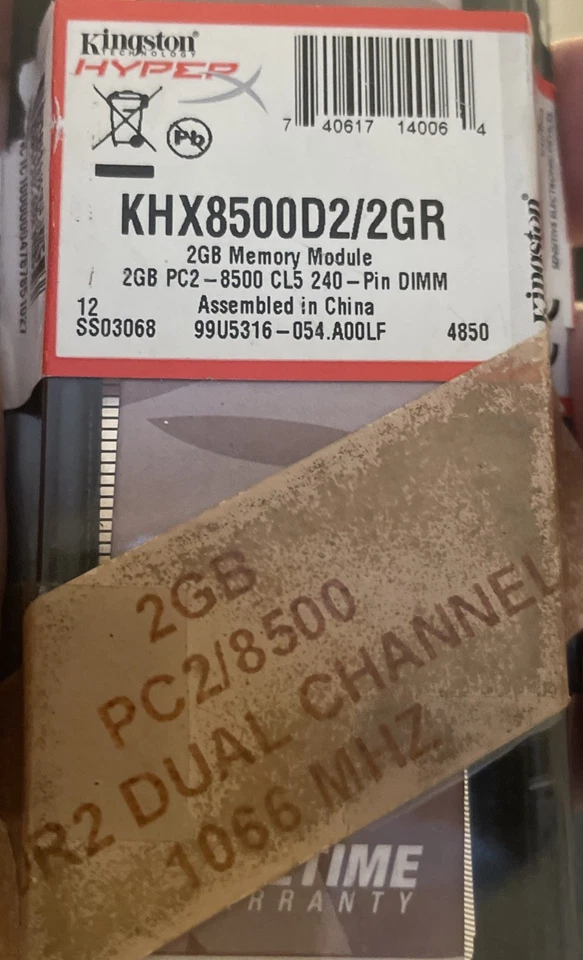 Kingston
TECHNOLOGY
HYPERX
7 40617 14006 4
Pb
KHX8500D2/2GR
2GB Memory Module
2GB PC2-8500 CL5 240-Pin DIMM
12 Assembled in China
SS03068 99U5316-054.A00LF 4850
Kingston
2GB
PC2/8500
R2 DUAL CHANNEL
1066 MHZ
ETIME
RRANTY